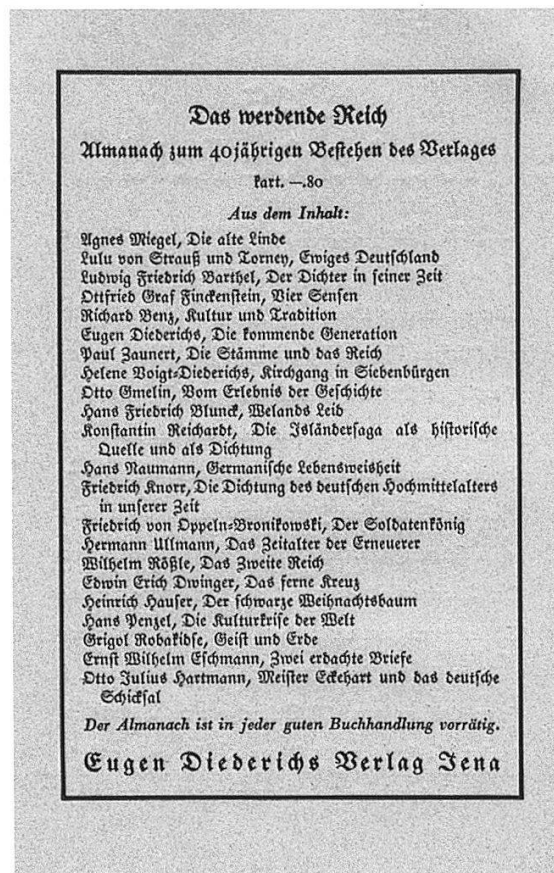 Das werdende Reich
Almanach zum 40jährigen Bestehen des Verlages
kart. —.80
Aus dem Inhalt:
Agnes Miegel, Die alte Linde
Lulu von Strauß und Torney, Ewiges Deutschland
Ludwig Friedrich Barthel, Der Dichter in seiner Zeit
Ottfried Graf Finckenstein, Vier Sensen
Richard Benz, Kultur und Tradition
Eugen Diederichs, Die kommende Generation
Paul Zaunert, Die Stämme und das Reich
Helene Voigt-Diederichs, Kirchgang in Siebenbürgen
Otto Gmelin, Vom Erlebnis der Geschichte
Hans Friedrich Blunck, Welands Leid
Konstantin Reichardt, Die Isländersaga als historische
Quelle und als Dichtung
Hans Naumann, Germanische Lebensweisheit
Friedrich Knorr, Die Dichtung des deutschen Hochmittelalters
in unserer Zeit
Friedrich von Oppeln-Bronikowski, Der Soldatenkönig
Hermann Ullmann, Das Zeitalter der Erneuerer
Wilhelm Rößle, Das Zweite Reich
Edwin Erich Dwinger, Das ferne Kreuz
Heinrich Hauser, Der schwarze Weihnachtsbaum
Hans Penzel, Die Kulturkrise der Welt
Grigol Robakidse, Geist und Erde
Ernst Wilhelm Eschmann, Zwei erdachte Briefe
Otto Julius Hartmann, Meister Eckehart und das deutsche
Schicksal
Der Almanach ist in jeder guten Buchhandlung vorrätig.
Eugen Diederichs Verlag Jena